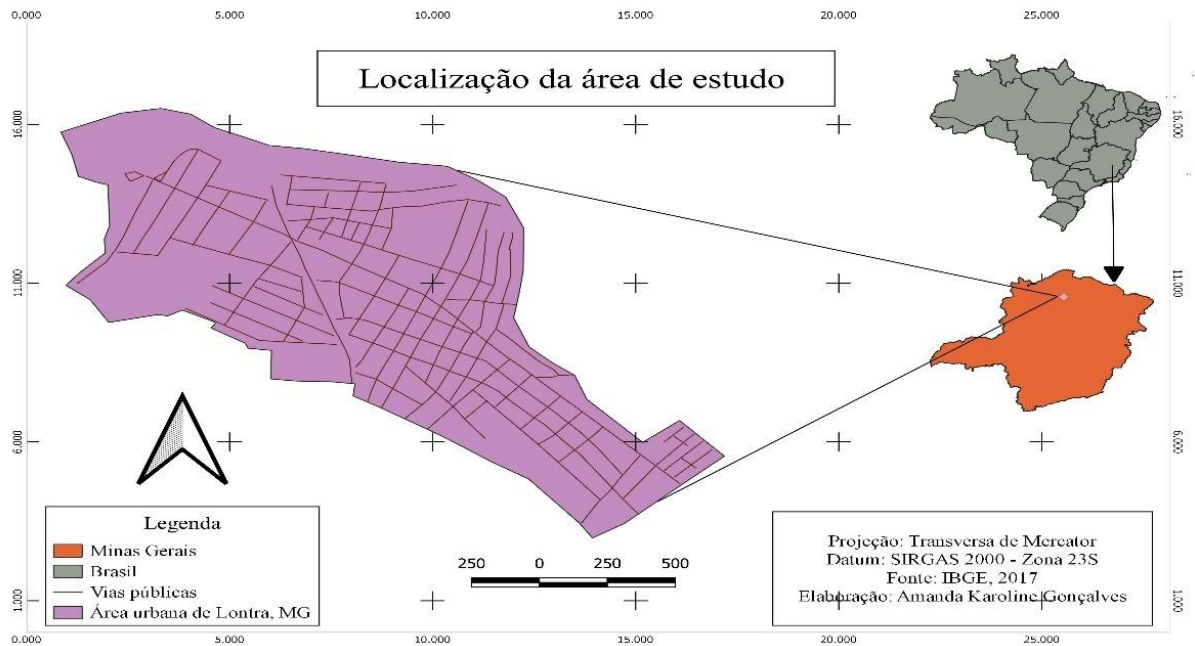 0.000 5.000 10.000 15.000 20.000 25.000
Localização da área de estudo
16.000
16.000
11.000
11.000
6.000
6.000
Legenda
Minas Gerais
Brasil
Vias públicas
Área urbana de Lontra, MG
250 0 250 500
Projeção: Transversa de Mercator
Datum: SIRGAS 2000 - Zona 23S
Fonte: IBGE, 2017
Elaboração: Amanda Karoline Gonçalves
1.000
1.000
0.000 5.000 10.000 15.000 20.000 25.000